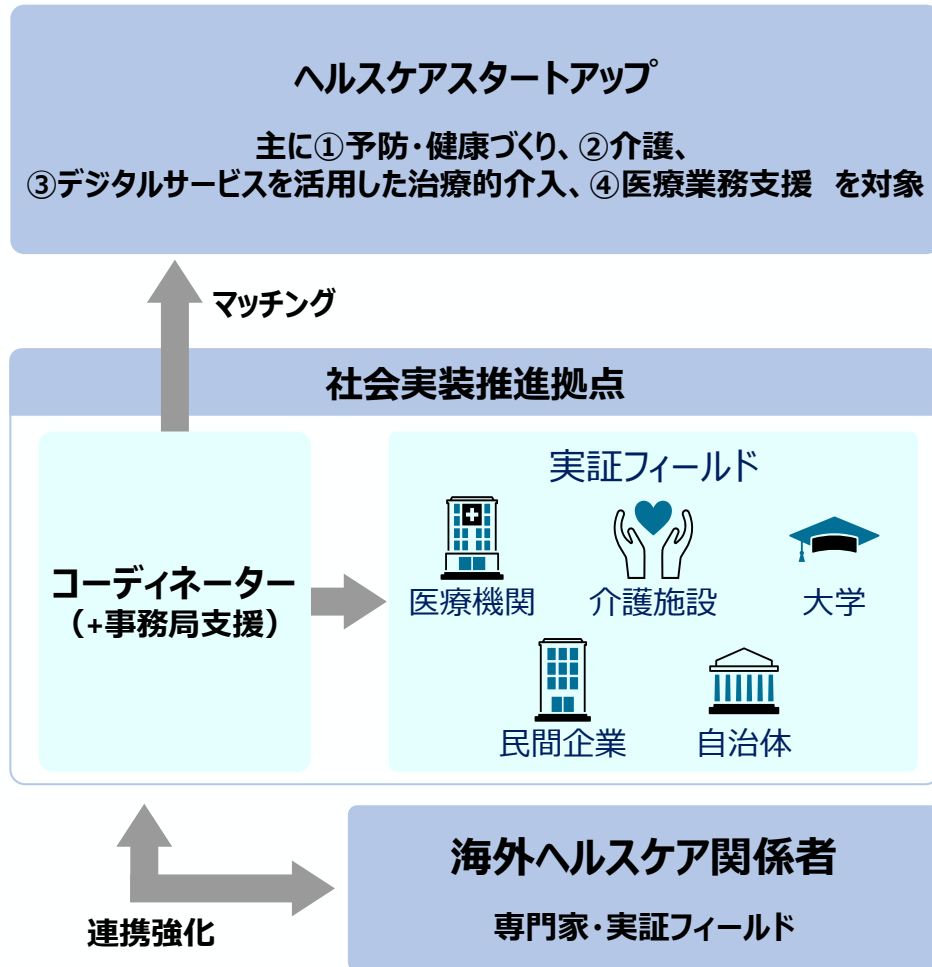 ヘルスケアスタートアップ
主に①予防・健康づくり、②介護、
③デジタルサービスを活用した治療的介入、④医療業務支援 を対象
マッチング
社会実装推進拠点
コーディネーター
（+事務局支援）
実証フィールド
医療機関
介護施設
大学
民間企業
自治体
連携強化
海外ヘルスケア関係者
専門家・実証フィールド